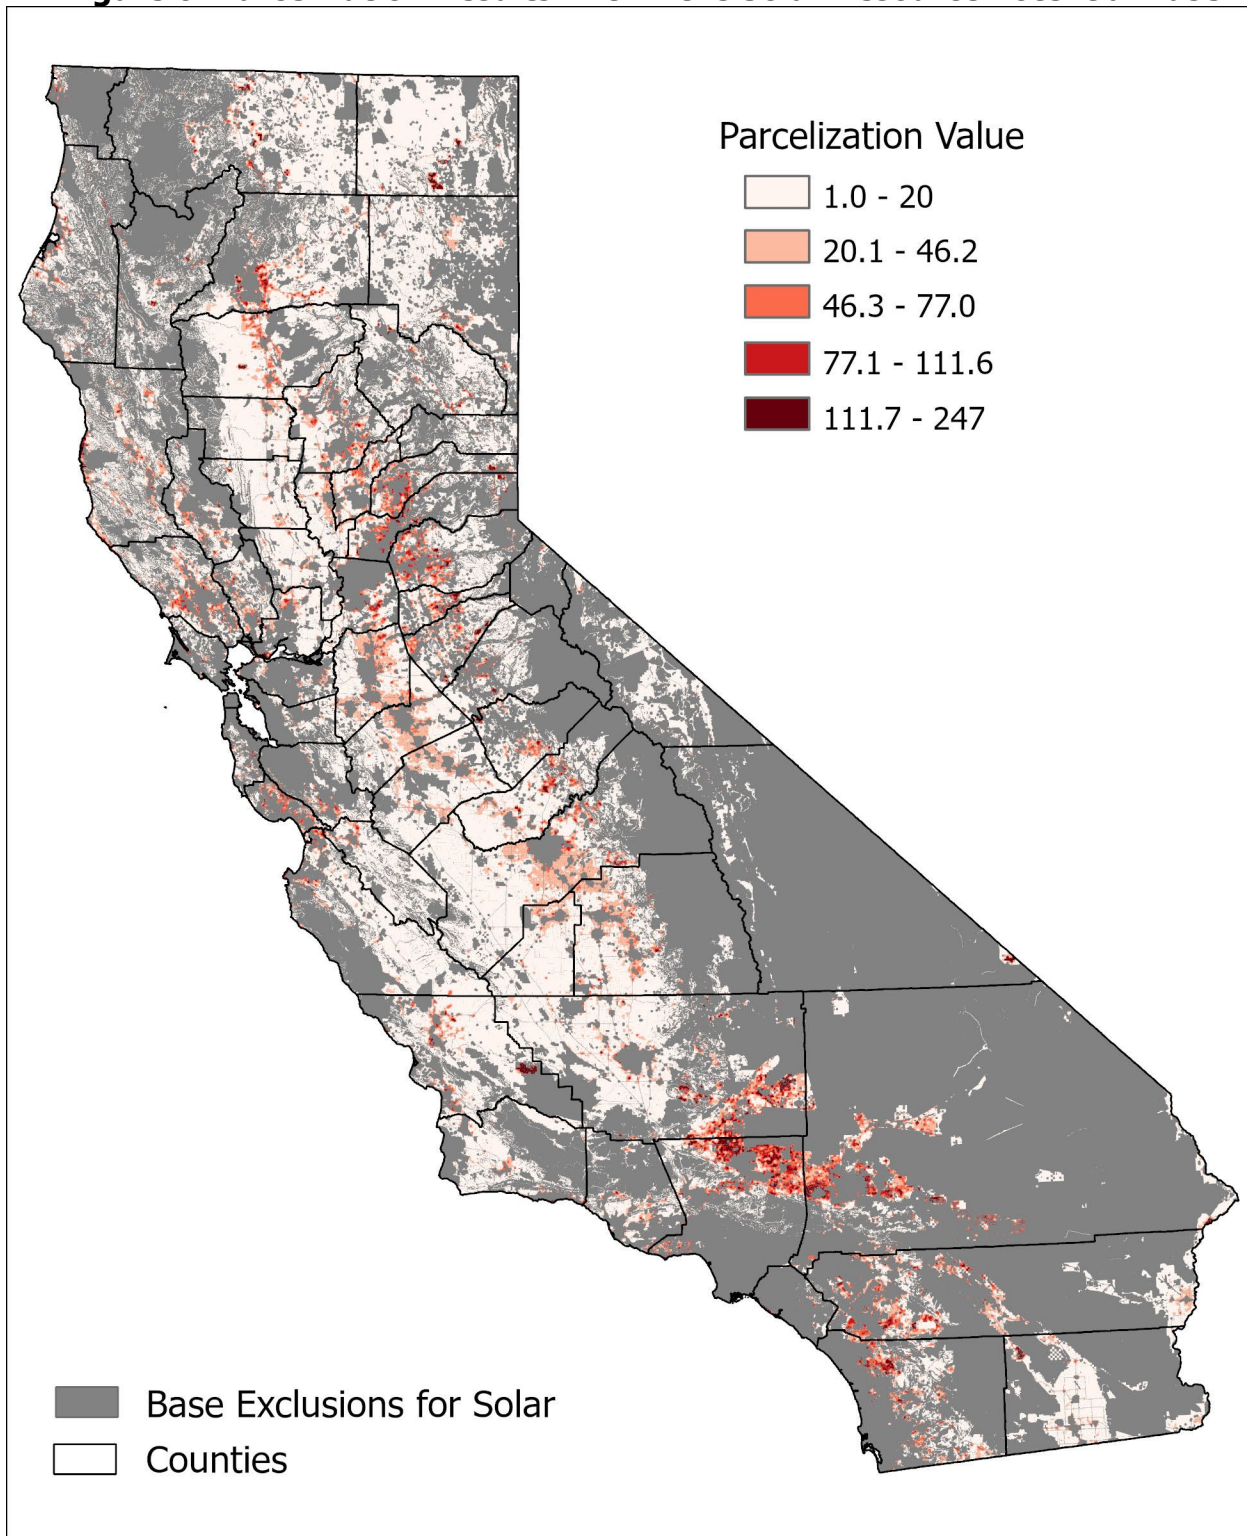 Parcelization Value
1.0 - 20
20.1 - 46.2
46.3 - 77.0
77.1 - 111.6
111.7 - 247
Base Exclusions for Solar
Counties